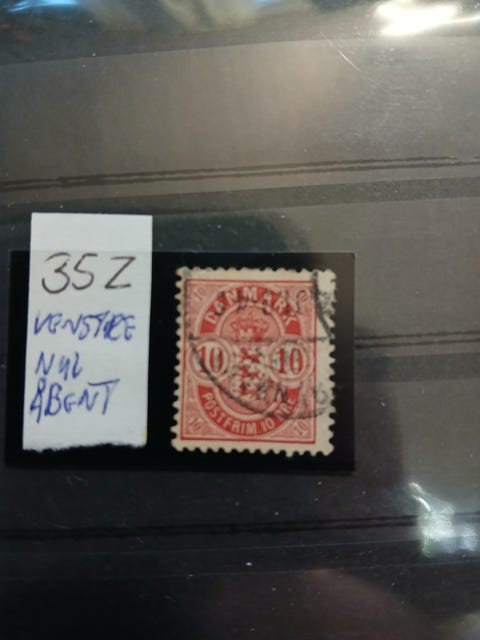 35Z
VENSTRE
NUL
ÅBENT
DANMARK
10 10
POSTFRIM. 10 ØRE